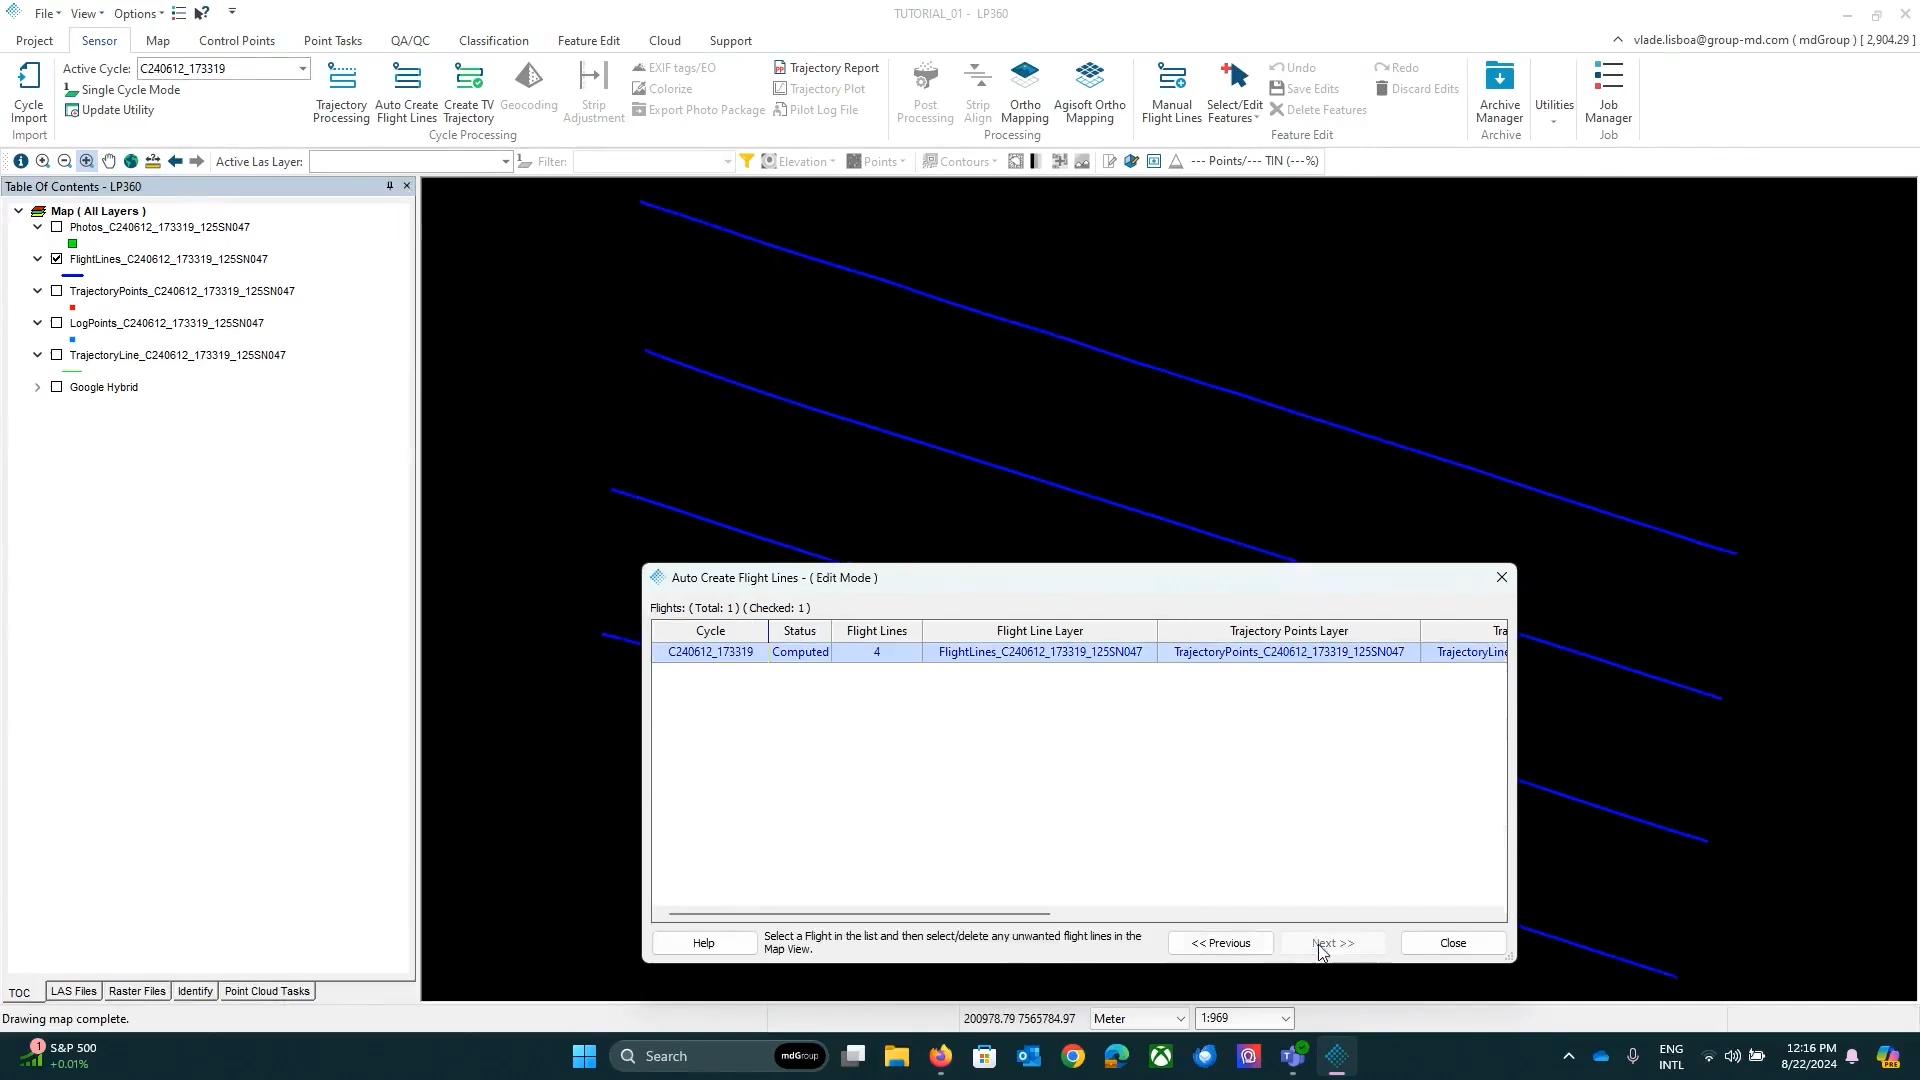 File View Options TUTORIAL_01 - LP360
Project Sensor Map Control Points Point Tasks QA/QC Classification Feature Edit Cloud Support vlade.lisboa@group-md.com ( mdGroup ) [ 2,904.29 ]
Cycle Import
Import
Active Cycle: C240612_173319
Single Cycle Mode
Update Utility
Trajectory Processing
Auto Create Flight Lines
Create TV Trajectory
Geocoding
Strip Adjustment
EXIF tags/EO
Colorize
Export Photo Package
Trajectory Report
Trajectory Plot
Pilot Log File
Cycle Processing
Post Processing
Strip Align
Ortho Mapping
Agisoft Ortho Mapping
Processing
Manual Flight Lines
Select/Edit Features
Undo
Save Edits
Delete Features
Redo
Discard Edits
Feature Edit
Archive Manager
Archive
Utilities
Job Manager
Job
Active Las Layer: Filter: Elevation Points Contours --- Points/--- TIN (---%)
Table Of Contents - LP360
Map ( All Layers )
Photos_C240612_173319_125SN047
FlightLines_C240612_173319_125SN047
TrajectoryPoints_C240612_173319_125SN047
LogPoints_C240612_173319_125SN047
TrajectoryLine_C240612_173319_125SN047
Google Hybrid
Auto Create Flight Lines - ( Edit Mode )
Flights: ( Total: 1 ) ( Checked: 1 )
Cycle Status Flight Lines Flight Line Layer Trajectory Points Layer Tra
C240612_173319 Computed 4 FlightLines_C240612_173319_125SN047 TrajectoryPoints_C240612_173319_125SN047 TrajectoryLine
Help
Select a Flight in the list and then select/delete any unwanted flight lines in the
Map View.
<< Previous Next >> Close
TOC LAS Files Raster Files Identify Point Cloud Tasks
Drawing map complete. 200978.79 7565784.97 Meter 1:969
1
S&P 500
+0.01%
Search mdGroup
ENG
INTL
12:16 PM
8/22/2024
PRE